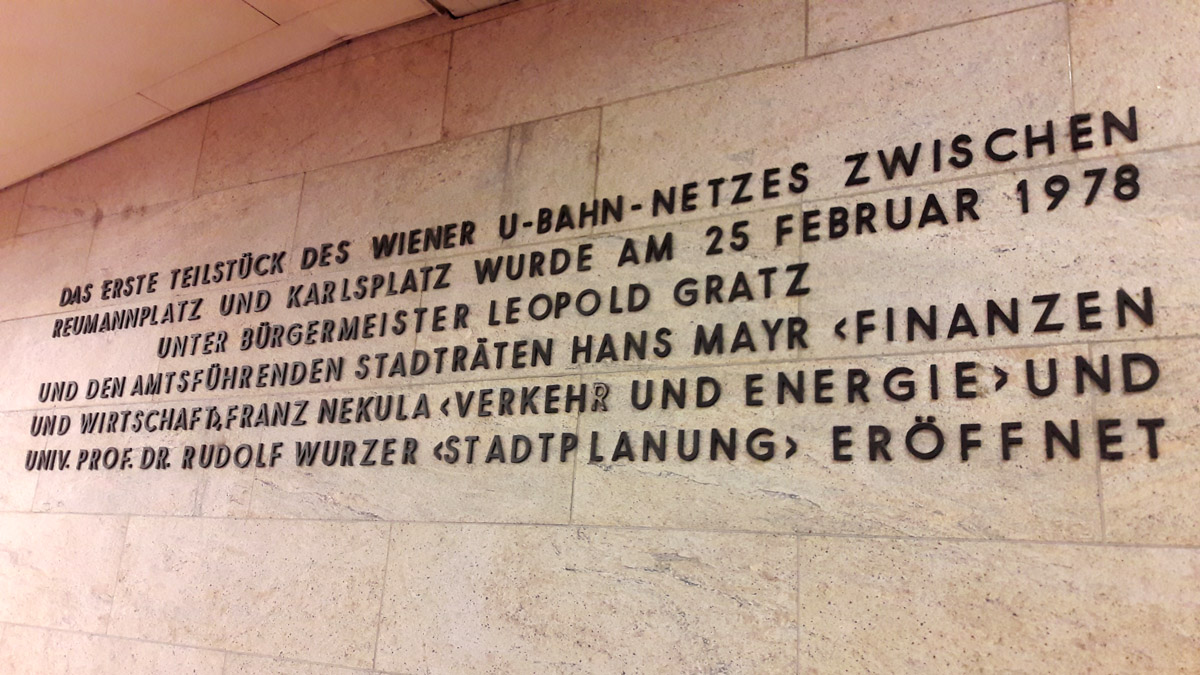 DAS ERSTE TEILSTÜCK DES WIENER U-BAHN-NETZES ZWISCHEN
REUMANNPLATZ UND KARLSPLATZ WURDE AM 25 FEBRUAR 1978
UNTER BÜRGERMEISTER LEOPOLD GRATZ
UND DEN AMTSFÜHRENDEN STADTRÄTEN HANS MAYR ‹FINANZEN
UND WIRTSCHAFT›, FRANZ NEKULA ‹VERKEHR UND ENERGIE› UND
UNIV. PROF. DR. RUDOLF WURZER ‹STADTPLANUNG› ERÖFFNET